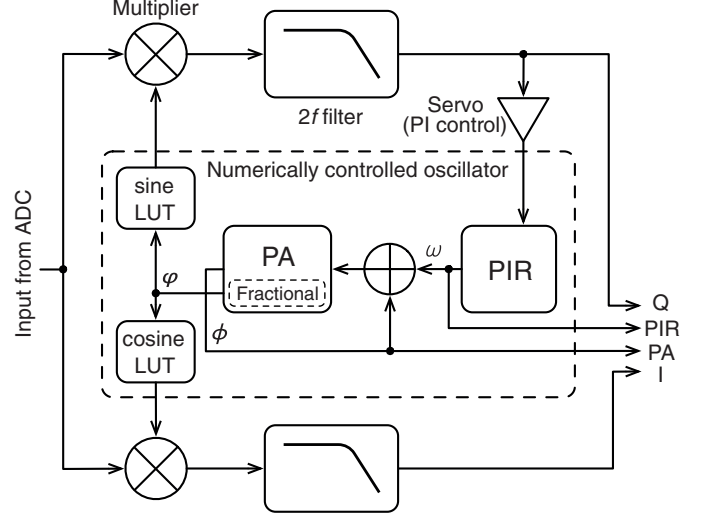 Multiplier
2f filter
Servo
(PI control)
Numerically controlled oscillator
sine
LUT
Input from ADC
PA
Fractional
ω
PIR
φ
ϕ
cosine
LUT
Q
PIR
PA
I